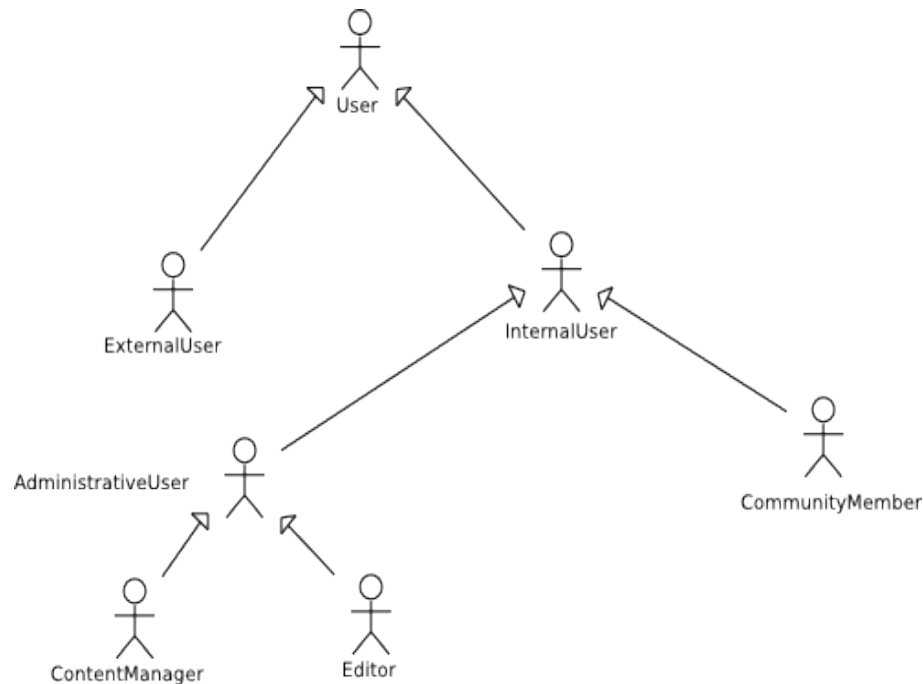 User
ExternalUser
InternalUser
AdministrativeUser
CommunityMember
ContentManager
Editor